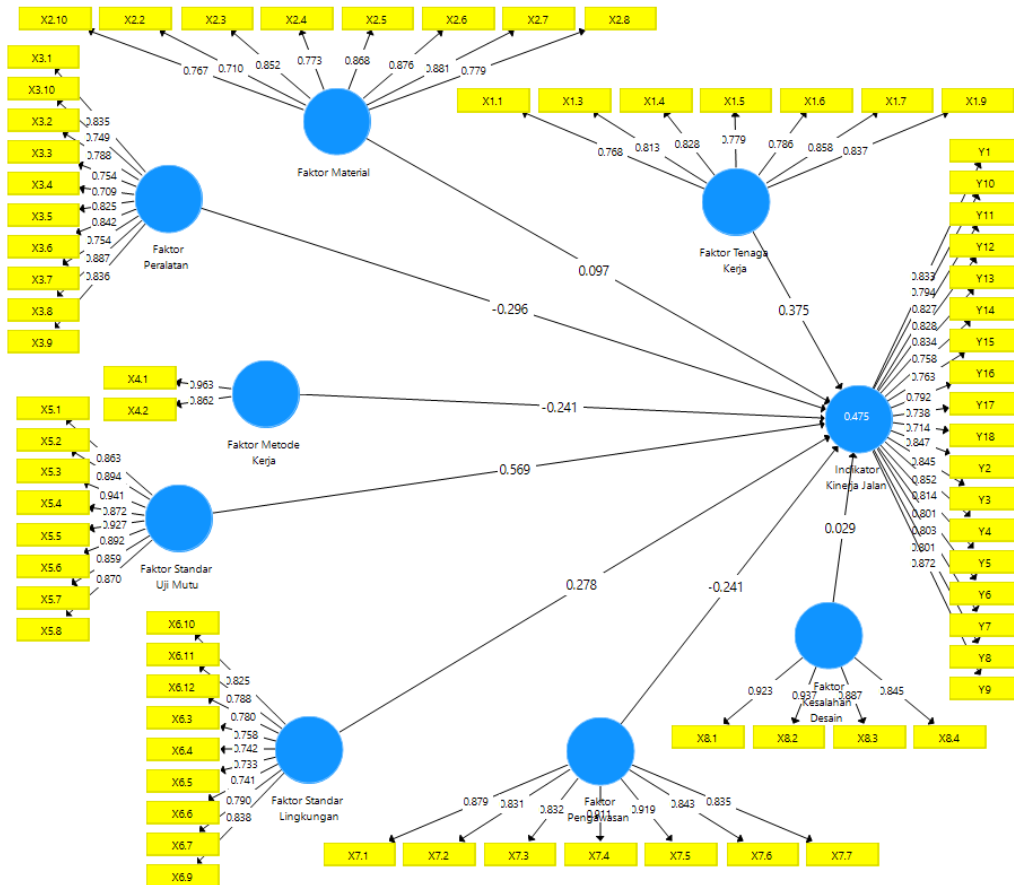 X2.10 X2.2 X2.3 X2.4 X2.5 X2.6 X2.7 X2.8
0.767 0.710 0.852 0.773 0.868 0.876 0.881 0.779
Faktor Material
X3.1
X3.10
X3.2
X3.3
X3.4
X3.5
X3.6
X3.7
X3.8
X3.9
0.835
0.749
0.788
0.754
0.709
0.825
0.842
0.754
0.887
0.836
Faktor
Peralatan
X1.1 X1.3 X1.4 X1.5 X1.6 X1.7 X1.9
0.768 0.813 0.828 0.779 0.786 0.858 0.837
Faktor Tenaga
Kerja
0.097
-0.296
0.375
X4.1
X4.2
0.963
0.862
Faktor Metode
Kerja
-0.241
X5.1
X5.2
X5.3
X5.4
X5.5
X5.6
X5.7
X5.8
0.863
0.894
0.941
0.872
0.927
0.892
0.859
0.870
Faktor Standar
Uji Mutu
0.569
0.475
Indikator
Kinerja Jalan
Y1
Y10
Y11
Y12
Y13
Y14
Y15
Y16
Y17
Y18
Y2
Y3
Y4
Y5
Y6
Y7
Y8
Y9
0.833
0.794
0.827
0.828
0.834
0.758
0.763
0.792
0.738
0.714
0.847
0.845
0.852
0.814
0.801
0.803
0.801
0.872
X6.10
X6.11
X6.12
X6.3
X6.4
X6.5
X6.6
X6.7
X6.9
0.825
0.788
0.780
0.758
0.742
0.733
0.741
0.790
0.838
Faktor Standar
Lingkungan
0.278
-0.241
0.029
Faktor
Pengawasan
0.879 0.831 0.832 0.911 0.919 0.843 0.835
X7.1 X7.2 X7.3 X7.4 X7.5 X7.6 X7.7
Faktor
Kesalahan
Desain
0.923 0.937 0.887 0.845
X8.1 X8.2 X8.3 X8.4